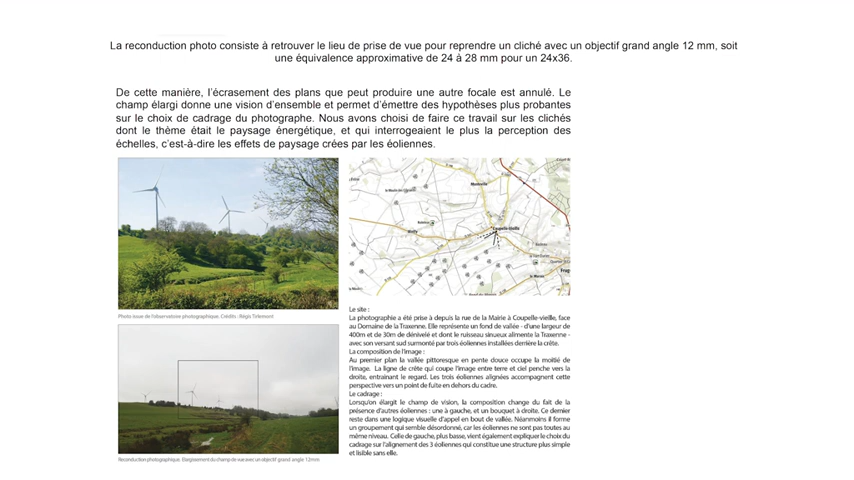 La reconduction photo consiste à retrouver le lieu de prise de vue pour reprendre un cliché avec un objectif grand angle 12 mm, soit
une équivalence approximative de 24 à 28 mm pour un 24x36.
De cette manière, l'écrasement des plans que peut produire une autre focale est annulé. Le
champ élargi donne une vision d'ensemble et permet d'émettre des hypothèses plus probantes
sur le choix de cadrage du photographe. Nous avons choisi de faire ce travail sur les clichés
dont le thème était le paysage énergétique, et qui interrogeaient le plus la perception des
échelles, c'est-à-dire les effets de paysage crées par les éoliennes.
Coupelle-Vieille
Photo issue de l'observatoire photographique. Crédits : Régis Tirlemont
Le site :
La photographie a été prise à depuis la rue de la Mairie à Coupelle-vieille, face
au Domaine de la Traxenne. Elle représente un fond de vallée - d'une largeur de
400m et de 30m de dénivelé et dont le ruisseau sinueux alimente la Traxenne -
avec son versant sud surmonté par trois éoliennes installées derrière la crête.
La composition de l'image :
Au premier plan la vallée pittoresque en pente douce occupe la moitié de
l'image. La ligne de crête qui coupe l'image entre terre et ciel penche vers la
droite, entrainant le regard. Les trois éoliennes alignées accompagnent cette
perspective vers un point de fuite en dehors du cadre.
Le cadrage :
Lorsqu'on élargit le champ de vision, la composition change du fait de la
présence d'autres éoliennes : une à gauche, et un bouquet à droite. Ce dernier
reste dans une logique visuelle d'appel en bout de vallée. Néanmoins il forme
un groupement qui semble désordonné, car les éoliennes ne sont pas toutes au
même niveau. Celle de gauche, plus basse, vient également expliquer le choix du
cadrage sur l'alignement des 3 éoliennes qui constitue une structure plus simple
et lisible sans elle.
Reconduction photographique. Elargissement du champ de vue avec un objectif grand angle 12mm